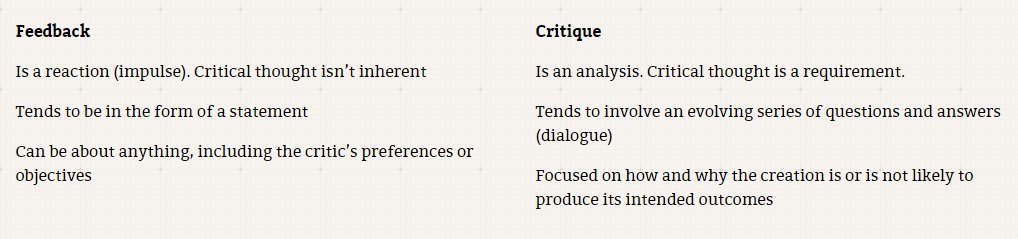 Feedback
Is a reaction (impulse). Critical thought isn’t inherent
Tends to be in the form of a statement
Can be about anything, including the critic’s preferences or
objectives
Critique
Is an analysis. Critical thought is a requirement.
Tends to involve an evolving series of questions and answers
(dialogue)
Focused on how and why the creation is or is not likely to
produce its intended outcomes